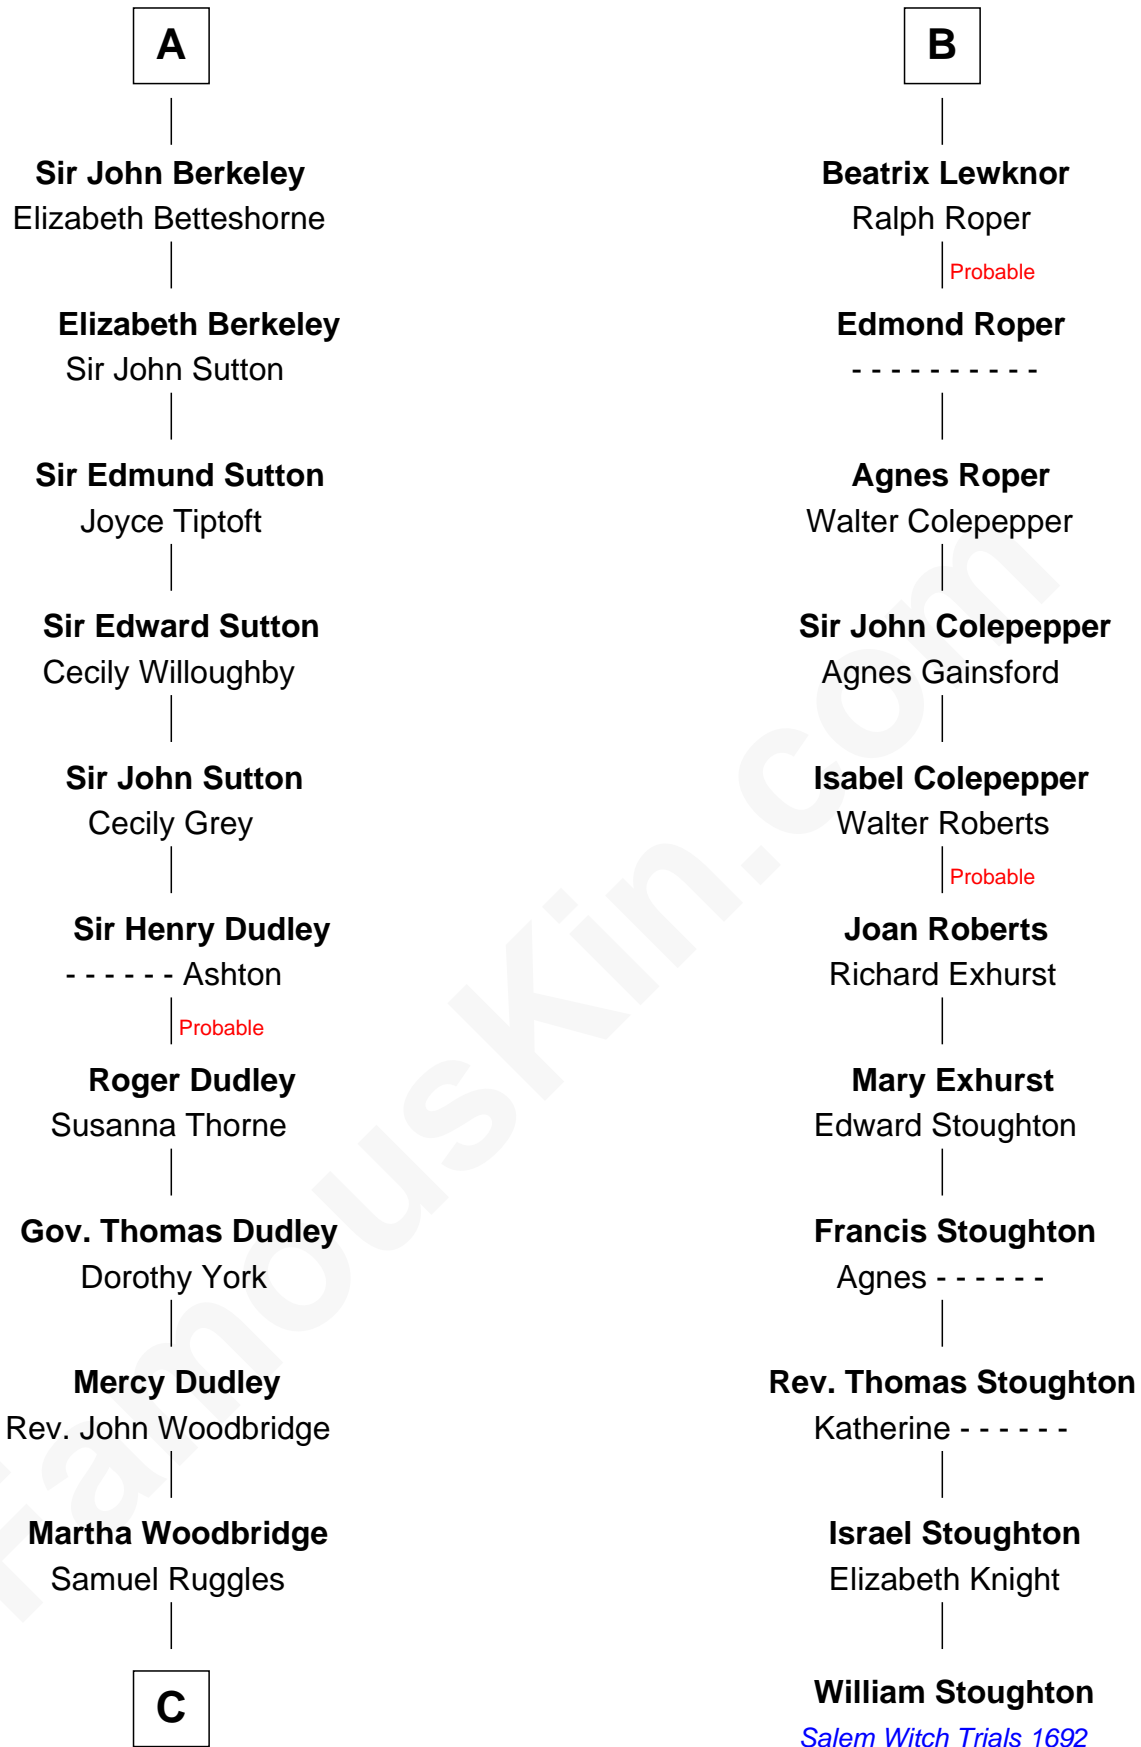 A
Sir John Berkeley
Elizabeth Betteshorne
Elizabeth Berkeley
Sir John Sutton
Sir Edmund Sutton
Joyce Tiptoft
Sir Edward Sutton
Cecily Willoughby
Sir John Sutton
Cecily Grey
Sir Henry Dudley
- - - - - - Ashton
Probable
Roger Dudley
Susanna Thorne
Gov. Thomas Dudley
Dorothy York
Mercy Dudley
Rev. John Woodbridge
Martha Woodbridge
Samuel Ruggles
C
B
Beatrix Lewknor
Ralph Roper
Probable
Edmond Roper
- - - - - - - - - -
Agnes Roper
Walter Colepepper
Sir John Colepepper
Agnes Gainsford
Isabel Colepepper
Walter Roberts
Probable
Joan Roberts
Richard Exhurst
Mary Exhurst
Edward Stoughton
Francis Stoughton
Agnes - - - - - -
Rev. Thomas Stoughton
Katherine - - - - - -
Israel Stoughton
Elizabeth Knight
William Stoughton
Salem Witch Trials 1692
FamousKin.com